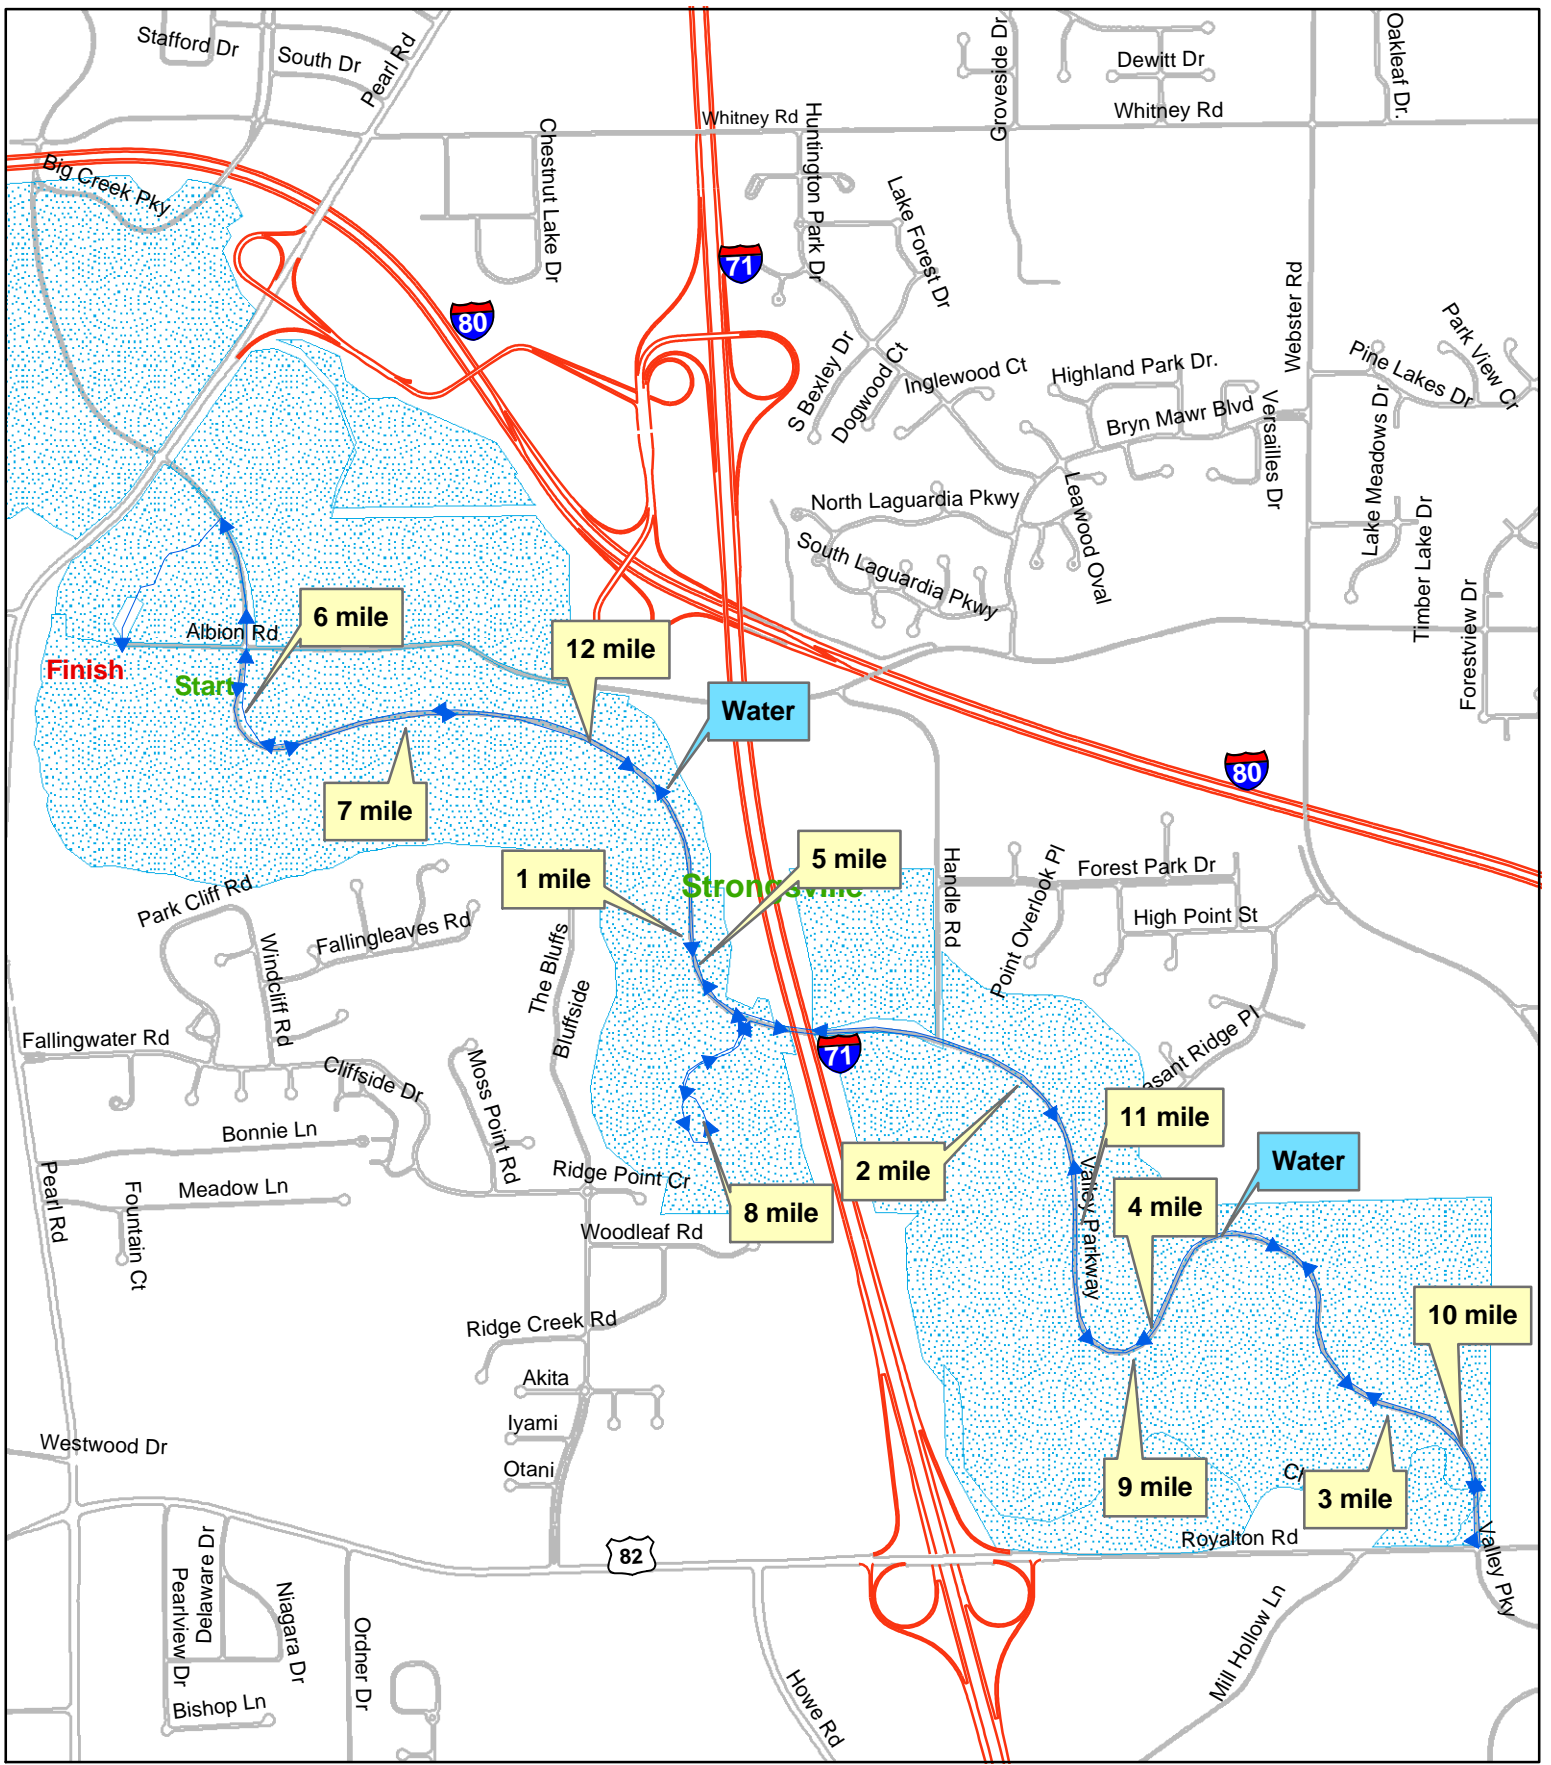 Stafford Dr
South Dr
Pearl Rd
Groveside Dr
Dewitt Dr
Oakleaf Dr.
Whitney Rd
Whitney Rd
Huntington Park Dr
Chestnut Lake Dr
Big Creek Pky
Lake Forest Dr
71
80
Webster Rd
S Bexley Dr
Dogwood Ct
Inglewood Ct
Highland Park Dr.
Bryn Mawr Blvd
Versailles Dr
Pine Lakes Dr
Park View Cr
Lake Meadows Dr
North Laguardia Pkwy
Leawood Oval
South Laguardia Pkwy
Timber Lake Dr
Forestview Dr
6 mile
Albion Rd
12 mile
Finish
Start
Water
7 mile
80
5 mile
1 mile
Strongsville
Handle Rd
Point Overlook Pl
Forest Park Dr
High Point St
Park Cliff Rd
Fallingleaves Rd
Windcliff Rd
The Bluffs
Bluffside
Fallingwater Rd
Cliffside Dr
Moss Point Rd
71
asant Ridge Pl
11 mile
Bonnie Ln
2 mile
Valley Parkway
Water
Ridge Point Cr
Pearl Rd
Fountain Ct
Meadow Ln
8 mile
4 mile
Woodleaf Rd
Ridge Creek Rd
10 mile
Akita
Iyami
Westwood Dr
Otani
9 mile
3 mile
Royalton Rd
82
Valley Pky
Pearlview Dr
Delaware Dr
Niagara Dr
Ordner Dr
Bishop Ln
Howe Rd
Mill Hollow Ln